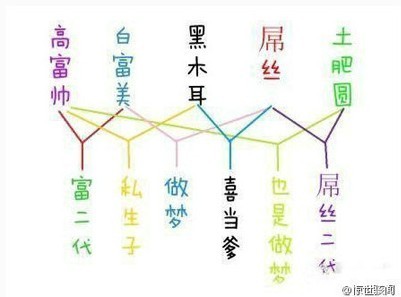 高富帅 白富美 黑木耳 屌丝 土肥圆
富二代 私生子 做梦 喜当爹 也是做梦 屌丝二代